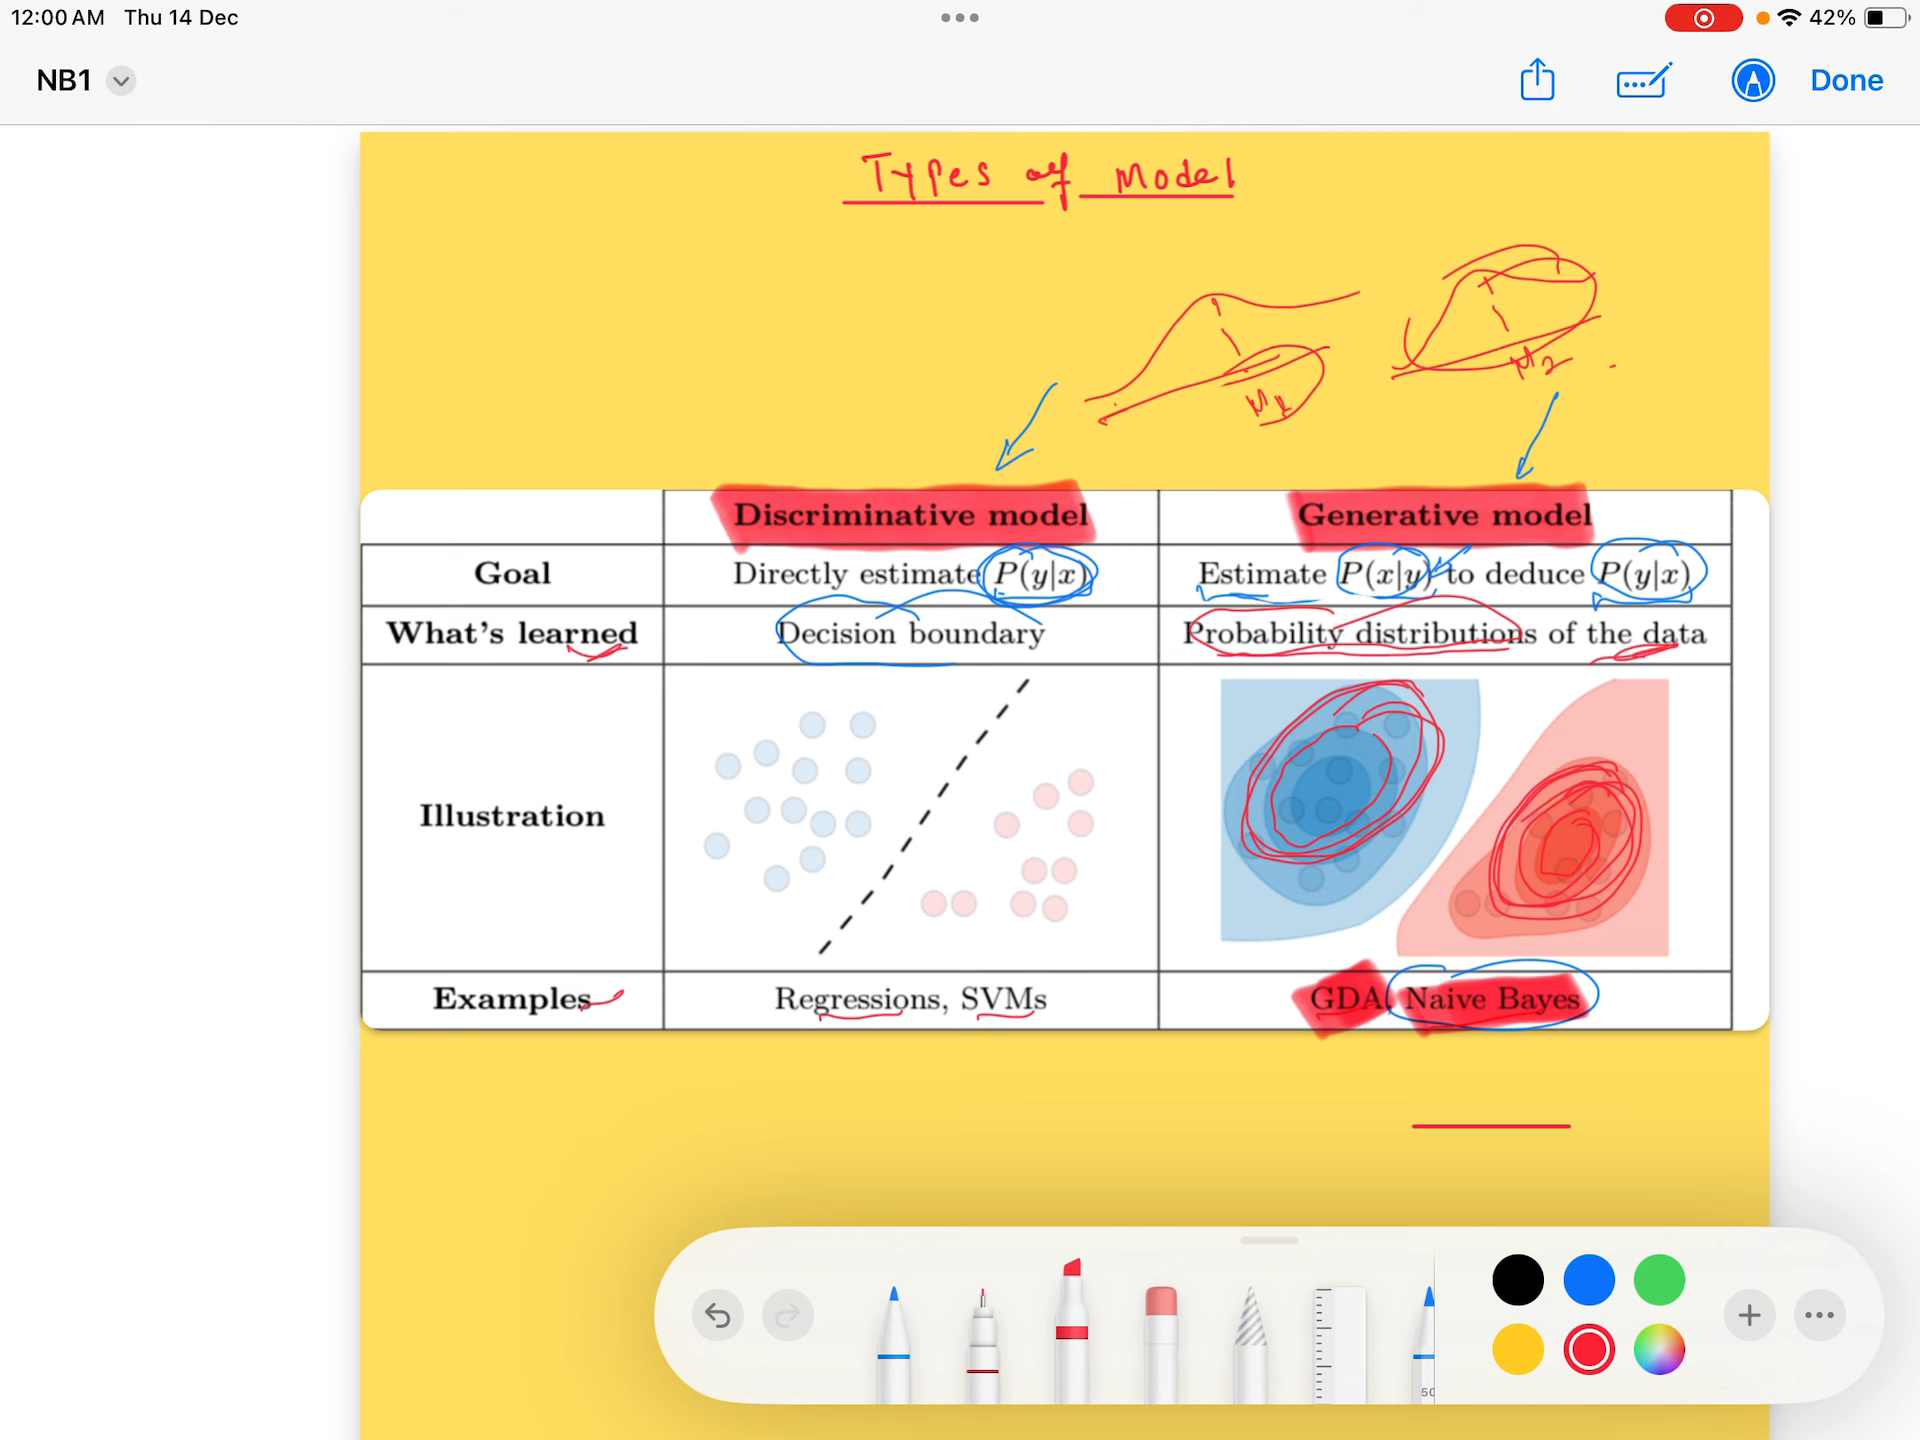 12:00 AM Thu 14 Dec
42%
NB1
Done
Types of Model
M2
Discriminative model Generative model
Goal Directly estimate P(y|x) Estimate P(x|y) to deduce P(y|x)
What's learned Decision boundary Probability distributions of the data
Illustration
Examples Regressions, SVMs GDA, Naive Bayes
50